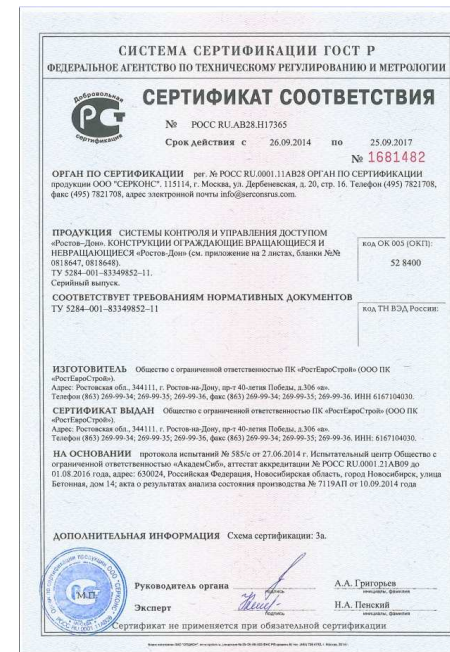 СИСТЕМА СЕРТИФИКАЦИИ ГОСТ Р
ФЕДЕРАЛЬНОЕ АГЕНТСТВО ПО ТЕХНИЧЕСКОМУ РЕГУЛИРОВАНИЮ И МЕТРОЛОГИИ
Добровольная
сертификация
СЕРТИФИКАТ СООТВЕТСТВИЯ
№ РОСС RU.АВ28.Н17365
Срок действия с 26.09.2014 по 25.09.2017
№ 1681482
ОРГАН ПО СЕРТИФИКАЦИИ рег. № РОСС RU.0001.11АВ28 ОРГАН ПО СЕРТИФИКАЦИИ
продукции ООО "СЕРКОНС". 115114, г. Москва, ул. Дербеневская, д. 20, стр. 16. Телефон (495) 7821708,
факс (495) 7821708, адрес электронной почты info@serconsrus.com.
ПРОДУКЦИЯ СИСТЕМЫ КОНТРОЛЯ И УПРАВЛЕНИЯ ДОСТУПОМ
«Ростов-Дон». КОНСТРУКЦИИ ОГРАЖДАЮЩИЕ ВРАЩАЮЩИЕСЯ И
НЕВРАЩАЮЩИЕСЯ «Ростов-Дон» (см. приложение на 2 листах, бланки №№
0818647, 0818648).
ТУ 5284-001-83349852-11.
Серийный выпуск.
код ОК 005 (ОКП):
52 8400
СООТВЕТСТВУЕТ ТРЕБОВАНИЯМ НОРМАТИВНЫХ ДОКУМЕНТОВ
ТУ 5284-001-83349852-11
код ТН ВЭД России:
ИЗГОТОВИТЕЛЬ Общество с ограниченной ответственностью ПК «РостЕвроСтрой» (ООО ПК
«РостЕвроСтрой»).
Адрес: Ростовская обл., 344111, г. Ростов-на-Дону, пр-т 40-летия Победы, д.306 «в».
Телефон (863) 269-99-34; 269-99-35; 269-99-36, факс (863) 269-99-34; 269-99-35; 269-99-36. ИНН 6167104030.
СЕРТИФИКАТ ВЫДАН Общество с ограниченной ответственностью ПК «РостЕвроСтрой» (ООО ПК
«РостЕвроСтрой»).
Адрес: Ростовская обл., 344111, г. Ростов-на-Дону, пр-т 40-летия Победы, д.306 «в».
Телефон (863) 269-99-34; 269-99-35; 269-99-36, факс (863) 269-99-34; 269-99-35; 269-99-36. ИНН: 6167104030.
НА ОСНОВАНИИ протокола испытаний № 585/с от 27.06.2014 г. Испытательный центр Общество с
ограниченной ответственностью «АкадемСиб», аттестат аккредитации № РОСС RU.0001.21АВ09 до
01.08.2016 года, адрес: 630024, Российская Федерация, Новосибирская область, город Новосибирск, улица
Бетонная, дом 14; акта о результатах анализа состояния производства № 7119АП от 10.09.2014 года
ДОПОЛНИТЕЛЬНАЯ ИНФОРМАЦИЯ Схема сертификации: 3а.
М.П.
Руководитель органа
подпись
А.А. Григорьев
инициалы, фамилия
Эксперт
подпись
Н.А. Пенский
инициалы, фамилия
Сертификат не применяется при обязательной сертификации